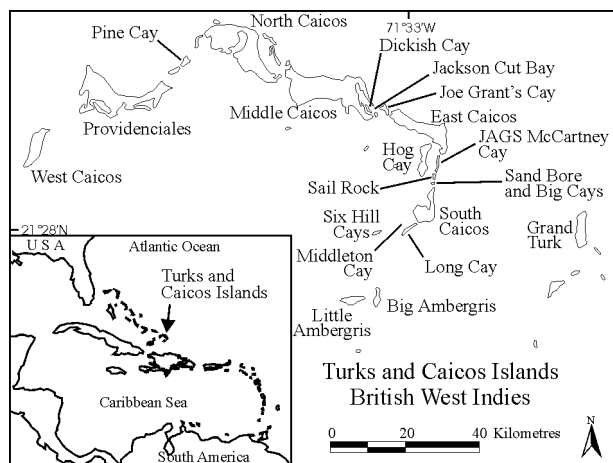 North Caicos
71°33'W
Pine Cay
Dickish Cay
Jackson Cut Bay
Joe Grant's Cay
Middle Caicos
East Caicos
Providenciales
JAGS McCartney
Cay
Hog
Cay
West Caicos
Sail Rock
Sand Bore
and Big Cays
21°28'N
Six Hill
Cays
South
Caicos
Grand
Turk
Middleton
Cay
Long Cay
Little
Ambergris
Big Ambergris
U S A
Atlantic Ocean
Turks and
Caicos Islands
Caribbean Sea
South America
Turks and Caicos Islands
British West Indies
0 20 40 Kilometres
N